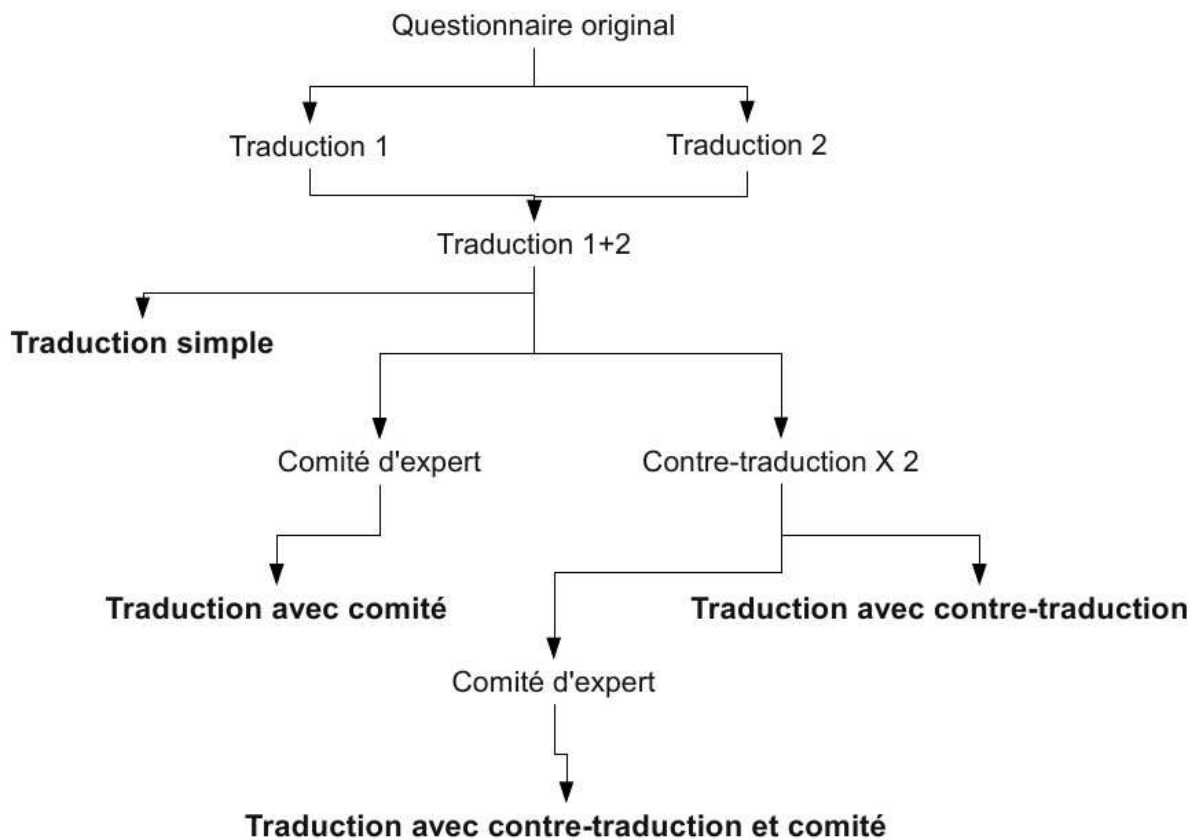 Questionnaire original
Traduction 1
Traduction 2
Traduction 1+2
Traduction simple
Comité d'expert
Contre-traduction X 2
Traduction avec comité
Traduction avec contre-traduction
Comité d'expert
Traduction avec contre-traduction et comité